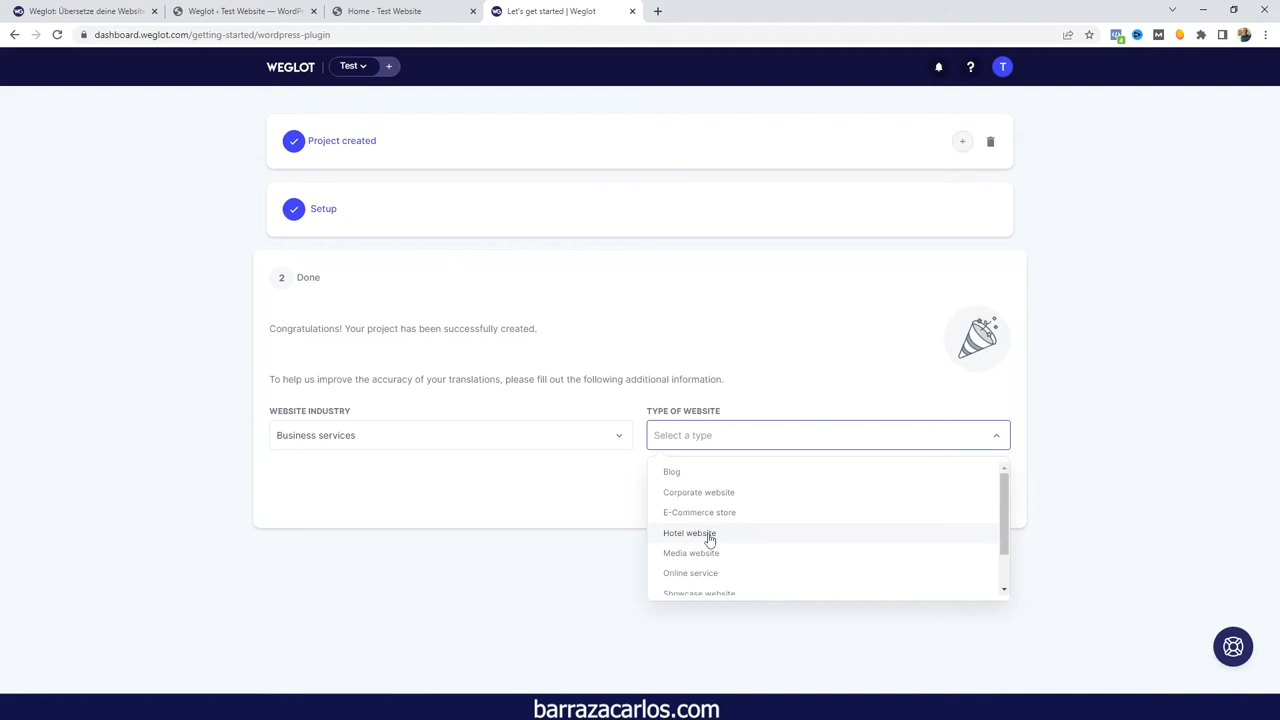 Weglot: Übersetze deine Websit
Weglot ‹ Test Website — WordP
Home - Test Website
Let's get started | Weglot
dashboard.weglot.com/getting-started/wordpress-plugin
WEGLOT
Test
+
?
T
Project created
Setup
2 Done
Congratulations! Your project has been successfully created.
To help us improve the accuracy of your translations, please fill out the following additional information.
WEBSITE INDUSTRY
TYPE OF WEBSITE
Business services
Select a type
Blog
Corporate website
E-Commerce store
Hotel website
Media website
Online service
Showcase website
barrazacarlos.com